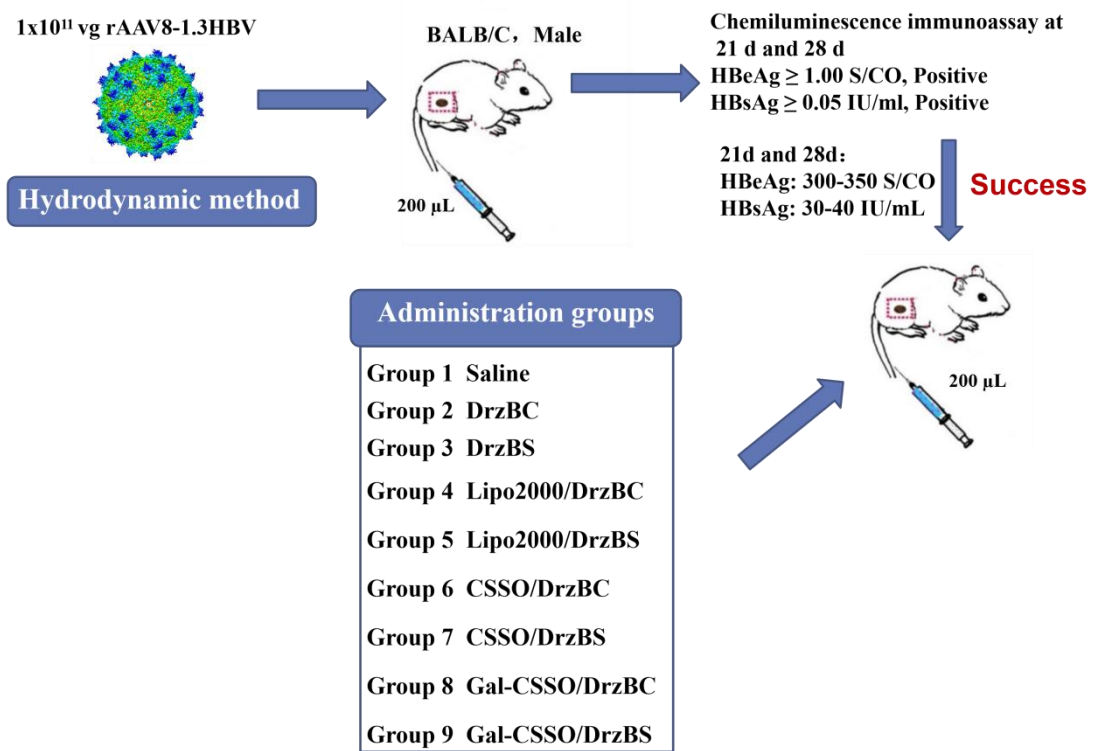 1x10¹¹ vg rAAV8-1.3HBV
Hydrodynamic method
BALB/C，Male
200 μL
Chemiluminescence immunoassay at
21 d and 28 d
HBeAg ≥ 1.00 S/CO, Positive
HBsAg ≥ 0.05 IU/ml, Positive
21d and 28d：
HBeAg: 300-350 S/CO
HBsAg: 30-40 IU/mL
Success
200 μL
Administration groups
Group 1 Saline
Group 2 DrzBC
Group 3 DrzBS
Group 4 Lipo2000/DrzBC
Group 5 Lipo2000/DrzBS
Group 6 CSSO/DrzBC
Group 7 CSSO/DrzBS
Group 8 Gal-CSSO/DrzBC
Group 9 Gal-CSSO/DrzBS